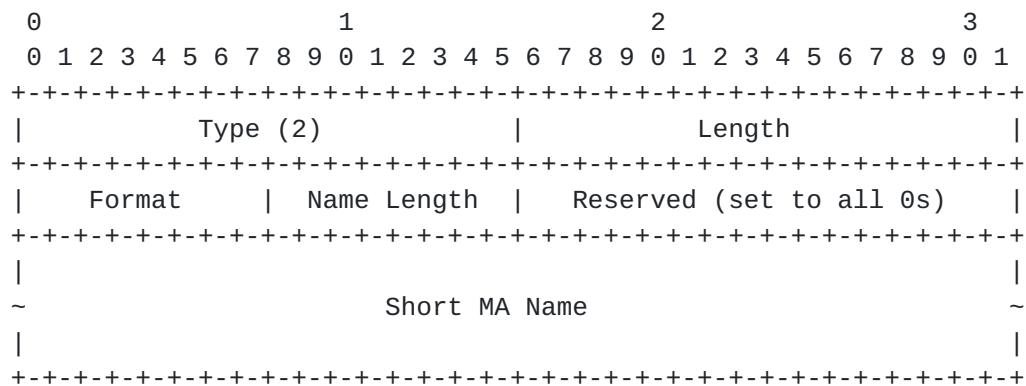 0                   1                   2                   3
 0 1 2 3 4 5 6 7 8 9 0 1 2 3 4 5 6 7 8 9 0 1 2 3 4 5 6 7 8 9 0 1
+-+-+-+-+-+-+-+-+-+-+-+-+-+-+-+-+-+-+-+-+-+-+-+-+-+-+-+-+-+-+-+-+
|           Type (2)            |           Length              |
+-+-+-+-+-+-+-+-+-+-+-+-+-+-+-+-+-+-+-+-+-+-+-+-+-+-+-+-+-+-+-+-+
|    Format     |  Name Length  |   Reserved (set to all 0s)    |
+-+-+-+-+-+-+-+-+-+-+-+-+-+-+-+-+-+-+-+-+-+-+-+-+-+-+-+-+-+-+-+-+
|                                                               |
~                       Short MA Name                           ~
|                                                               |
+-+-+-+-+-+-+-+-+-+-+-+-+-+-+-+-+-+-+-+-+-+-+-+-+-+-+-+-+-+-+-+-+